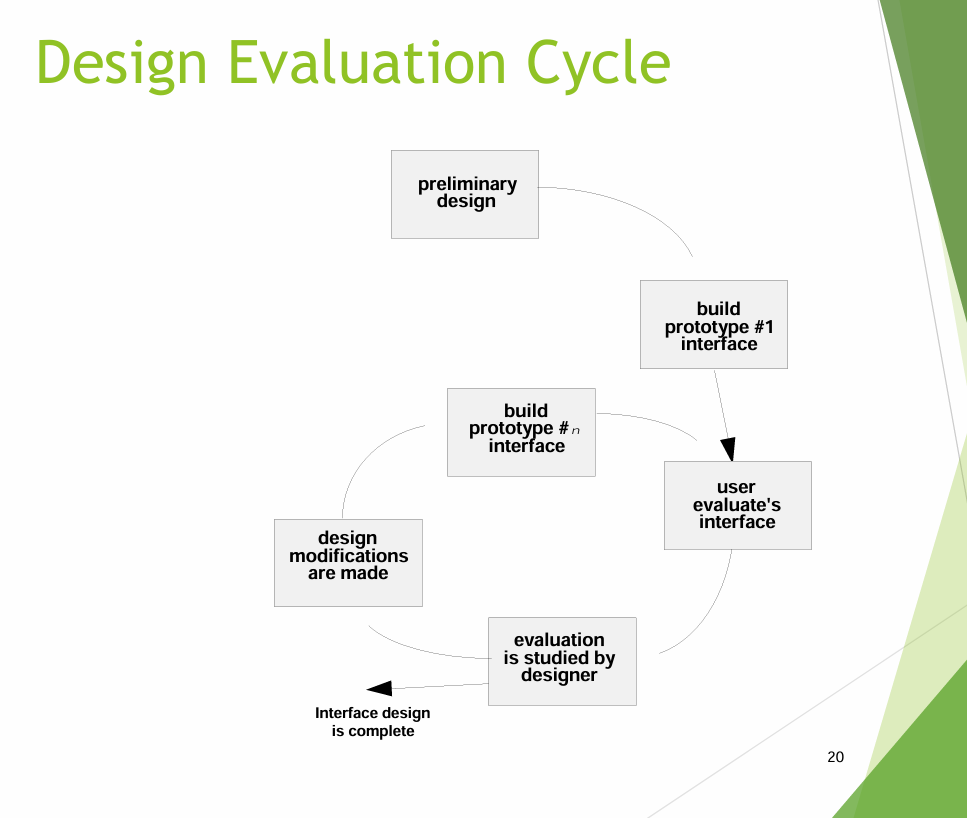 Design Evaluation Cycle
preliminary
design
build
prototype #1
interface
build
prototype # n
interface
user
evaluate's
interface
design
modifications
are made
evaluation
is studied by
designer
Interface design
is complete
20